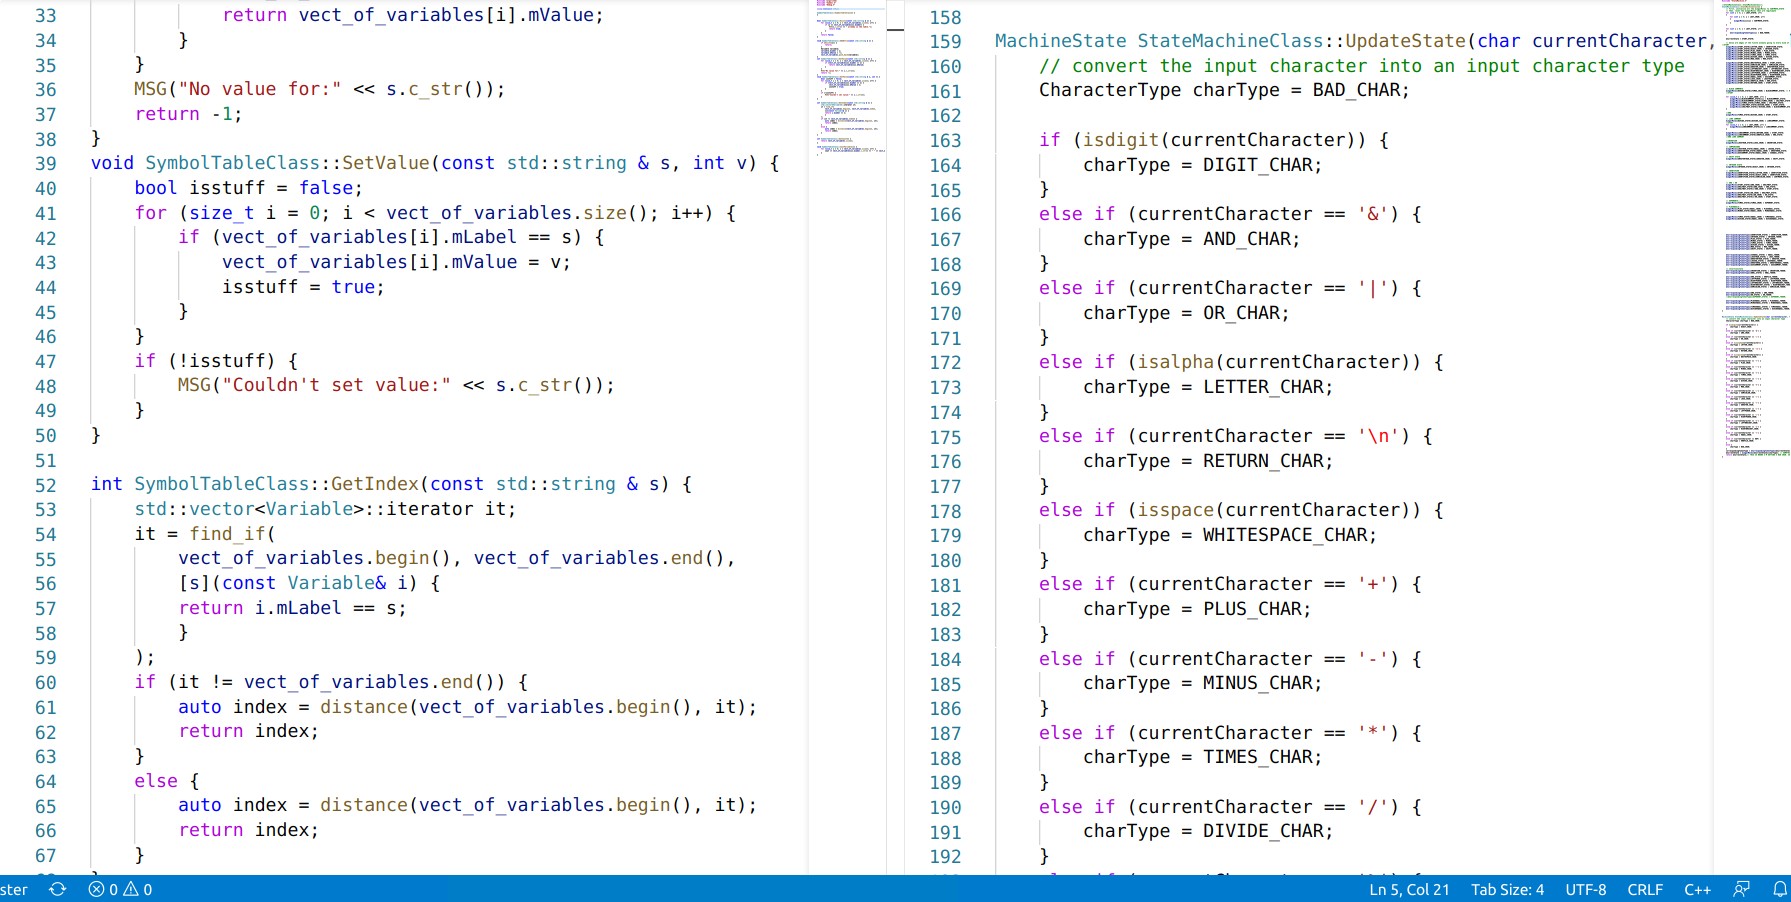 33 return vect_of_variables[i].mValue;
34 }
35 }
36 MSG("No value for:" << s.c_str());
37 return -1;
38 }
39 void SymbolTableClass::SetValue(const std::string & s, int v) {
40 bool isstuff = false;
41 for (size_t i = 0; i < vect_of_variables.size(); i++) {
42 if (vect_of_variables[i].mLabel == s) {
43 vect_of_variables[i].mValue = v;
44 isstuff = true;
45 }
46 }
47 if (!isstuff) {
48 MSG("Couldn't set value:" << s.c_str());
49 }
50 }
51
52 int SymbolTableClass::GetIndex(const std::string & s) {
53 std::vector<Variable>::iterator it;
54 it = find_if(
55 vect_of_variables.begin(), vect_of_variables.end(),
56 [s](const Variable& i) {
57 return i.mLabel == s;
58 }
59 );
60 if (it != vect_of_variables.end()) {
61 auto index = distance(vect_of_variables.begin(), it);
62 return index;
63 }
64 else {
65 auto index = distance(vect_of_variables.begin(), it);
66 return index;
67 }
158
159 MachineState StateMachineClass::UpdateState(char currentCharacter,
160 // convert the input character into an input character type
161 CharacterType charType = BAD_CHAR;
162
163 if (isdigit(currentCharacter)) {
164 charType = DIGIT_CHAR;
165 }
166 else if (currentCharacter == '&') {
167 charType = AND_CHAR;
168 }
169 else if (currentCharacter == '|') {
170 charType = OR_CHAR;
171 }
172 else if (isalpha(currentCharacter)) {
173 charType = LETTER_CHAR;
174 }
175 else if (currentCharacter == '\n') {
176 charType = RETURN_CHAR;
177 }
178 else if (isspace(currentCharacter)) {
179 charType = WHITESPACE_CHAR;
180 }
181 else if (currentCharacter == '+') {
182 charType = PLUS_CHAR;
183 }
184 else if (currentCharacter == '-') {
185 charType = MINUS_CHAR;
186 }
187 else if (currentCharacter == '*') {
188 charType = TIMES_CHAR;
189 }
190 else if (currentCharacter == '/') {
191 charType = DIVIDE_CHAR;
192 }
ster 0 0 Ln 5, Col 21 Tab Size: 4 UTF-8 CRLF C++